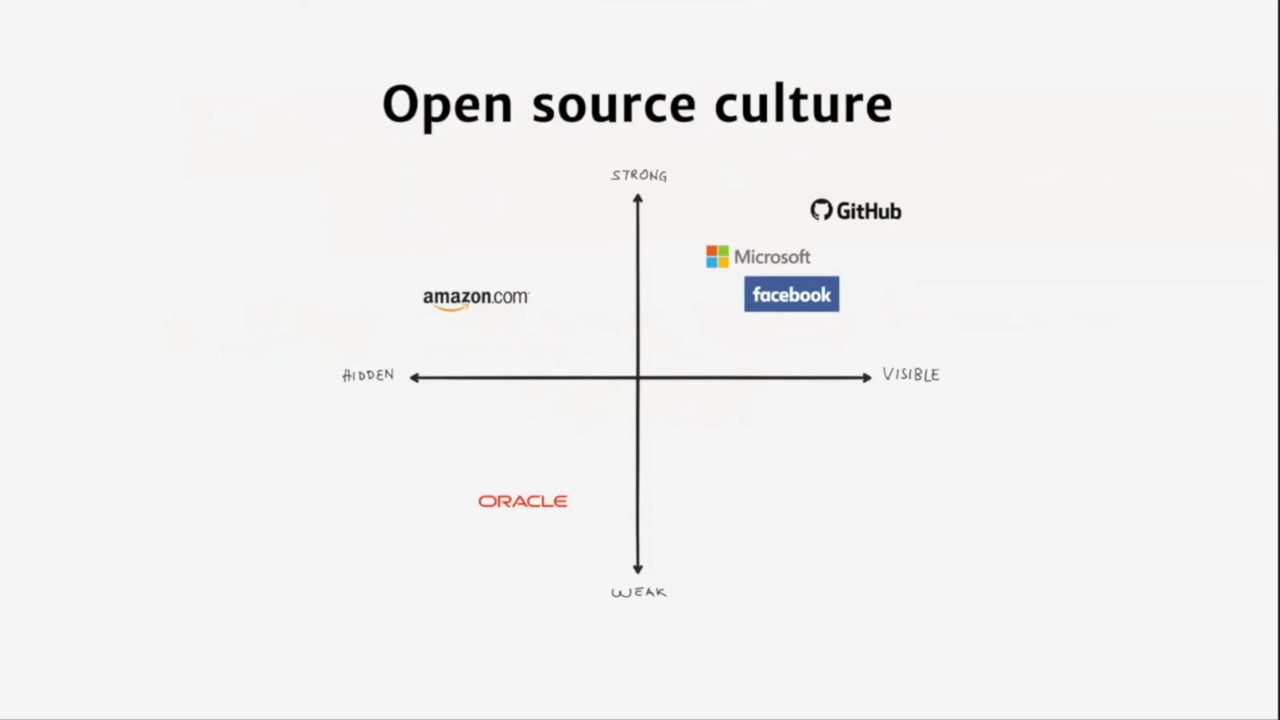 Open source culture
STRONG
GitHub
Microsoft
facebook
amazon.com
HIDDEN
VISIBLE
ORACLE
WEAK